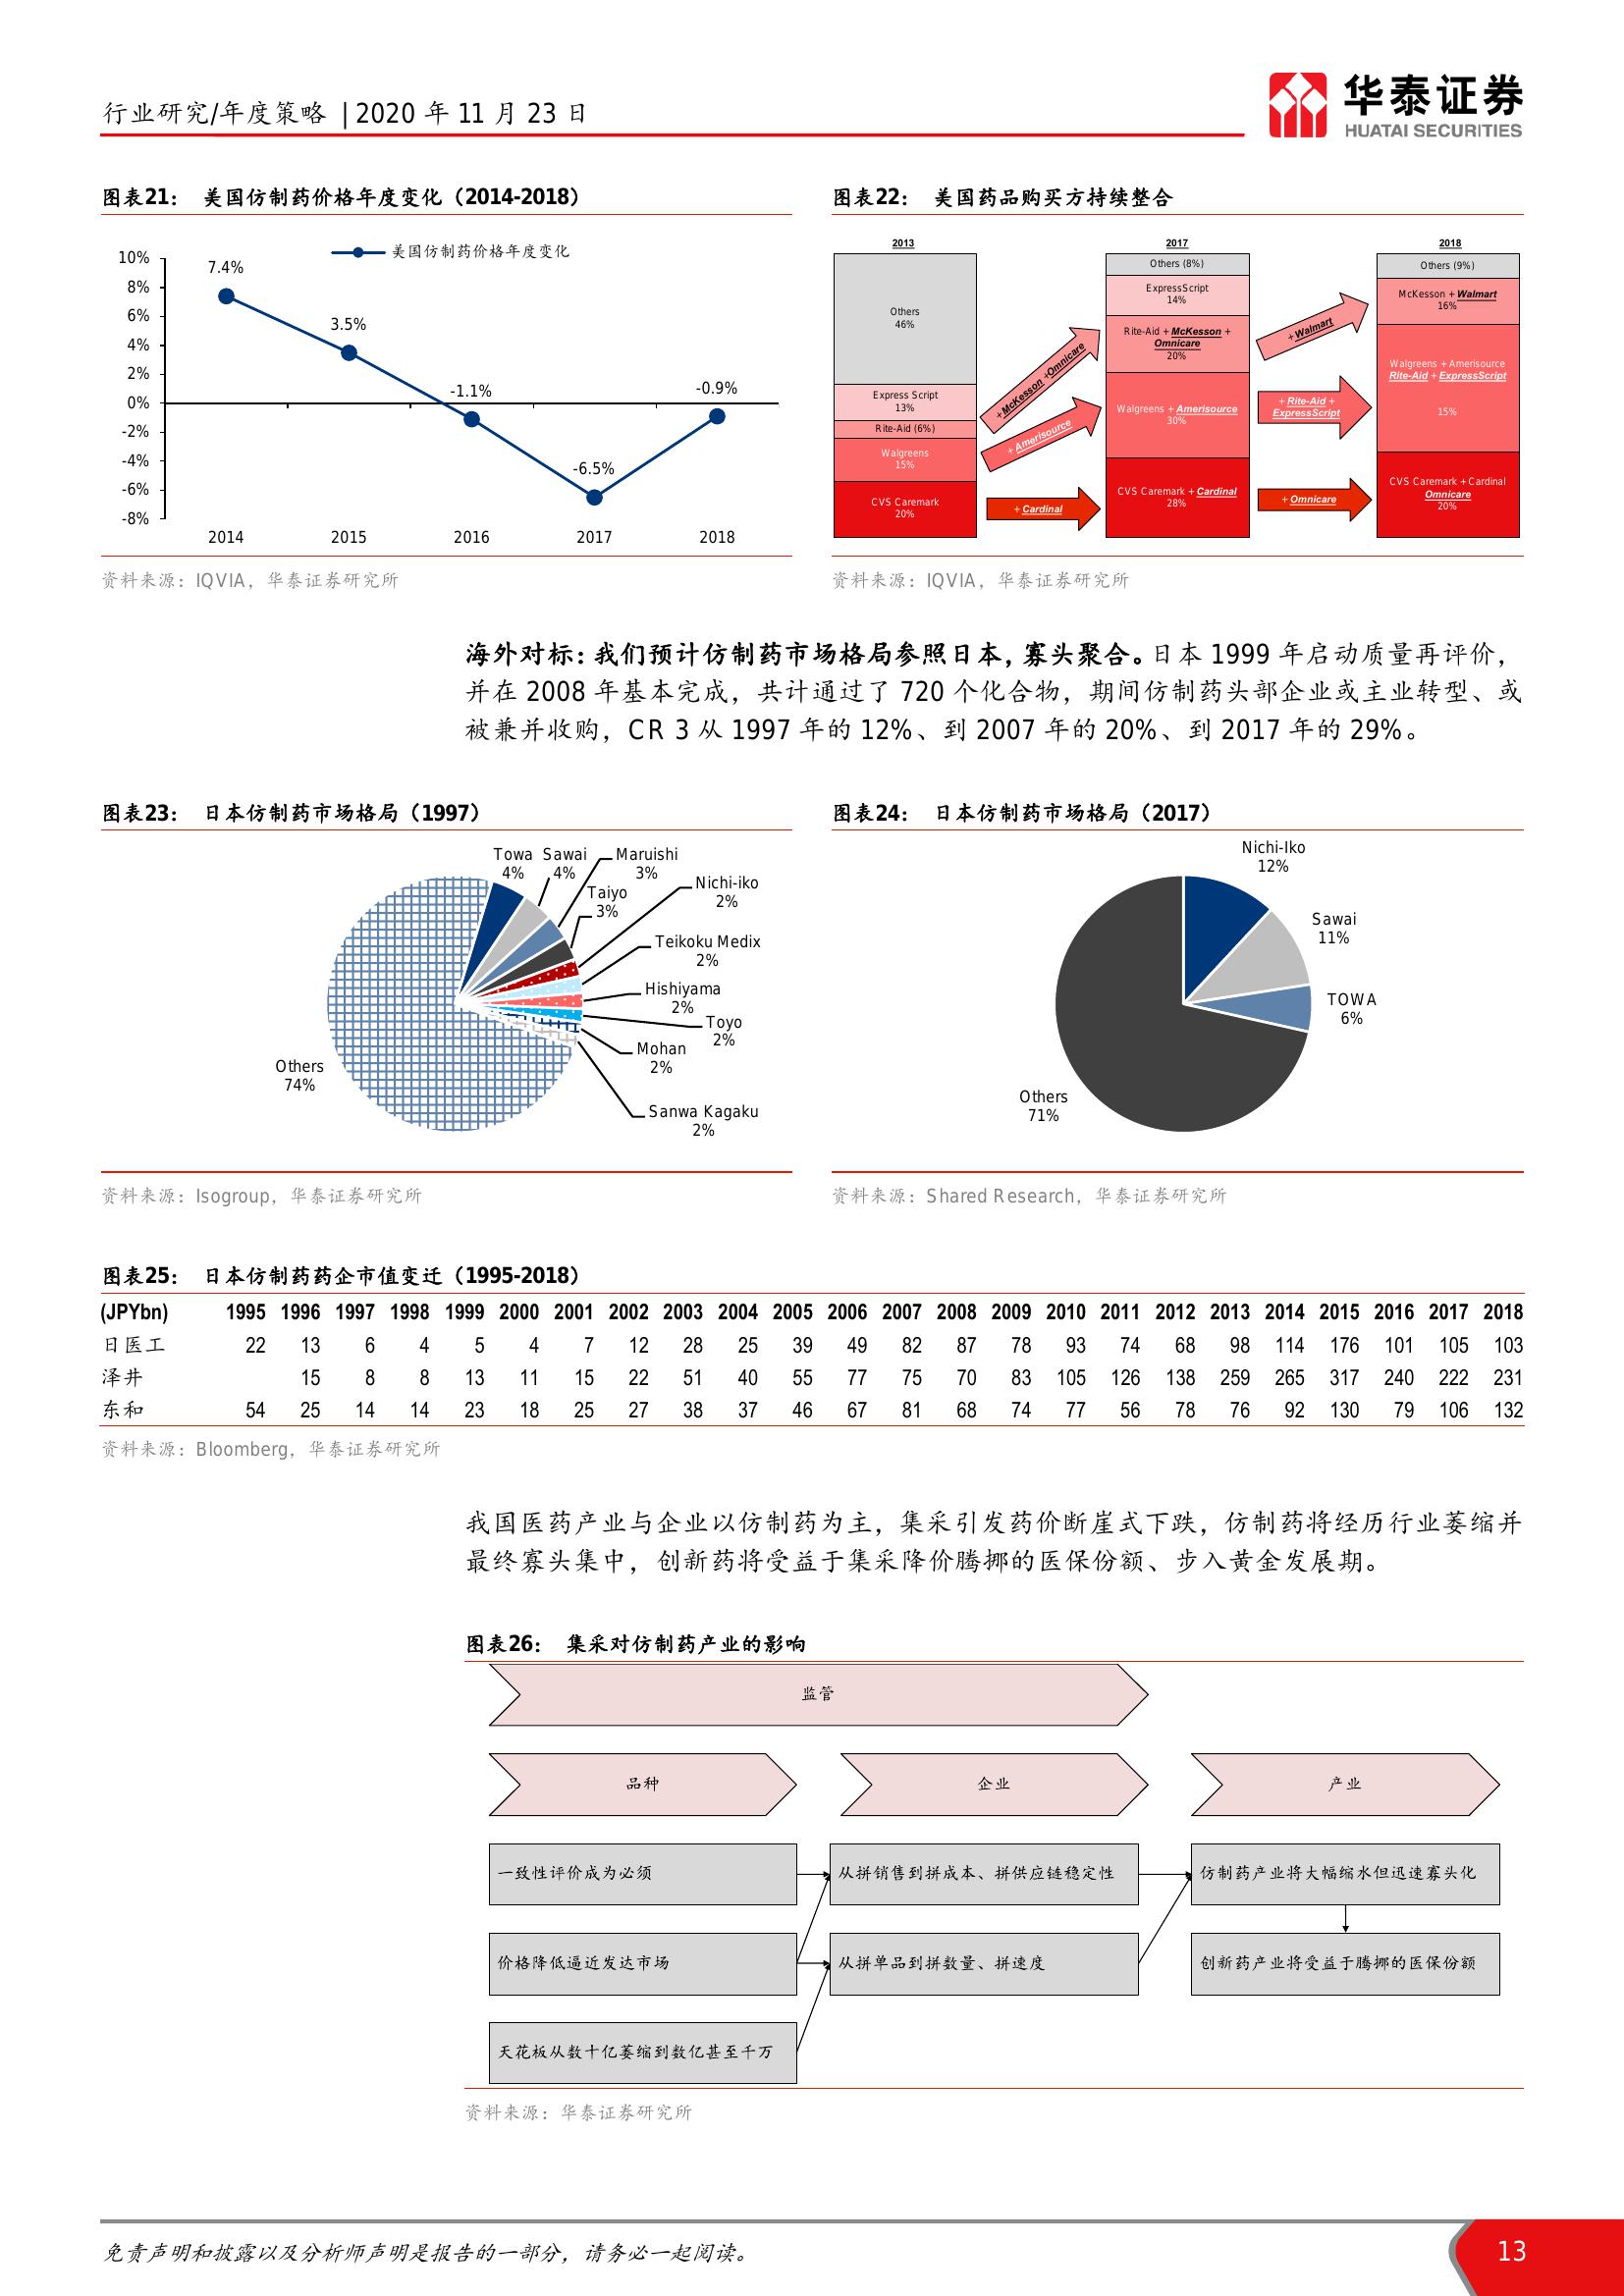 行业研究/年度策略 | 2020 年 11 月 23 日
华泰证券
HUATAI SECURITIES
图表21： 美国仿制药价格年度变化（2014-2018）
美国仿制药价格年度变化
10%
8%
6%
4%
2%
0%
-2%
-4%
-6%
-8%
7.4%
3.5%
-1.1%
-6.5%
-0.9%
2014 2015 2016 2017 2018
资料来源：IQVIA，华泰证券研究所
图表22： 美国药品购买方持续整合
2013
Others
46%
Express Script
13%
Rite-Aid (6%)
Walgreens
15%
CVS Caremark
20%
+McKesson +Omnicare
+ Amerisource
+ Cardinal
2017
Others (8%)
ExpressScript
14%
Rite-Aid + McKesson +
Omnicare
20%
Walgreens + Amerisource
30%
CVS Caremark + Cardinal
28%
+Walmart
+ Rite-Aid +
ExpressScript
+ Omnicare
2018
Others (9%)
McKesson + Walmart
16%
Walgreens + Amerisource
Rite-Aid + ExpressScript
15%
CVS Caremark + Cardinal
Omnicare
20%
资料来源：IQVIA，华泰证券研究所
海外对标：我们预计仿制药市场格局参照日本，寡头聚合。日本 1999 年启动质量再评价，
并在 2008 年基本完成，共计通过了 720 个化合物，期间仿制药头部企业或主业转型、或
被兼并收购，CR 3 从 1997 年的 12%、到 2007 年的 20%、到 2017 年的 29%。
图表23： 日本仿制药市场格局（1997）
Towa
4%
Sawai
4%
Maruishi
3%
Taiyo
3%
Nichi-iko
2%
Teikoku Medix
2%
Hishiyama
2%
Toyo
2%
Mohan
2%
Sanwa Kagaku
2%
Others
74%
资料来源：Isogroup，华泰证券研究所
图表24： 日本仿制药市场格局（2017）
Nichi-Iko
12%
Sawai
11%
TOWA
6%
Others
71%
资料来源：Shared Research，华泰证券研究所
图表25： 日本仿制药药企市值变迁（1995-2018）
(JPYbn) 1995 1996 1997 1998 1999 2000 2001 2002 2003 2004 2005 2006 2007 2008 2009 2010 2011 2012 2013 2014 2015 2016 2017 2018
日医工 22 13 6 4 5 4 7 12 28 25 39 49 82 87 78 93 74 68 98 114 176 101 105 103
泽井 15 8 8 13 11 15 22 51 40 55 77 75 70 83 105 126 138 259 265 317 240 222 231
东和 54 25 14 14 23 18 25 27 38 37 46 67 81 68 74 77 56 78 76 92 130 79 106 132
资料来源：Bloomberg，华泰证券研究所
我国医药产业与企业以仿制药为主，集采引发药价断崖式下跌，仿制药将经历行业萎缩并
最终寡头集中，创新药将受益于集采降价腾挪的医保份额、步入黄金发展期。
图表26： 集采对仿制药产业的影响
监管
品种 企业 产业
一致性评价成为必须 从拼销售到拼成本、拼供应链稳定性 仿制药产业将大幅缩水但迅速寡头化
价格降低逼近发达市场 从拼单品到拼数量、拼速度 创新药产业将受益于腾挪的医保份额
天花板从数十亿萎缩到数亿甚至千万
资料来源：华泰证券研究所
免责声明和披露以及分析师声明是报告的一部分，请务必一起阅读。
13